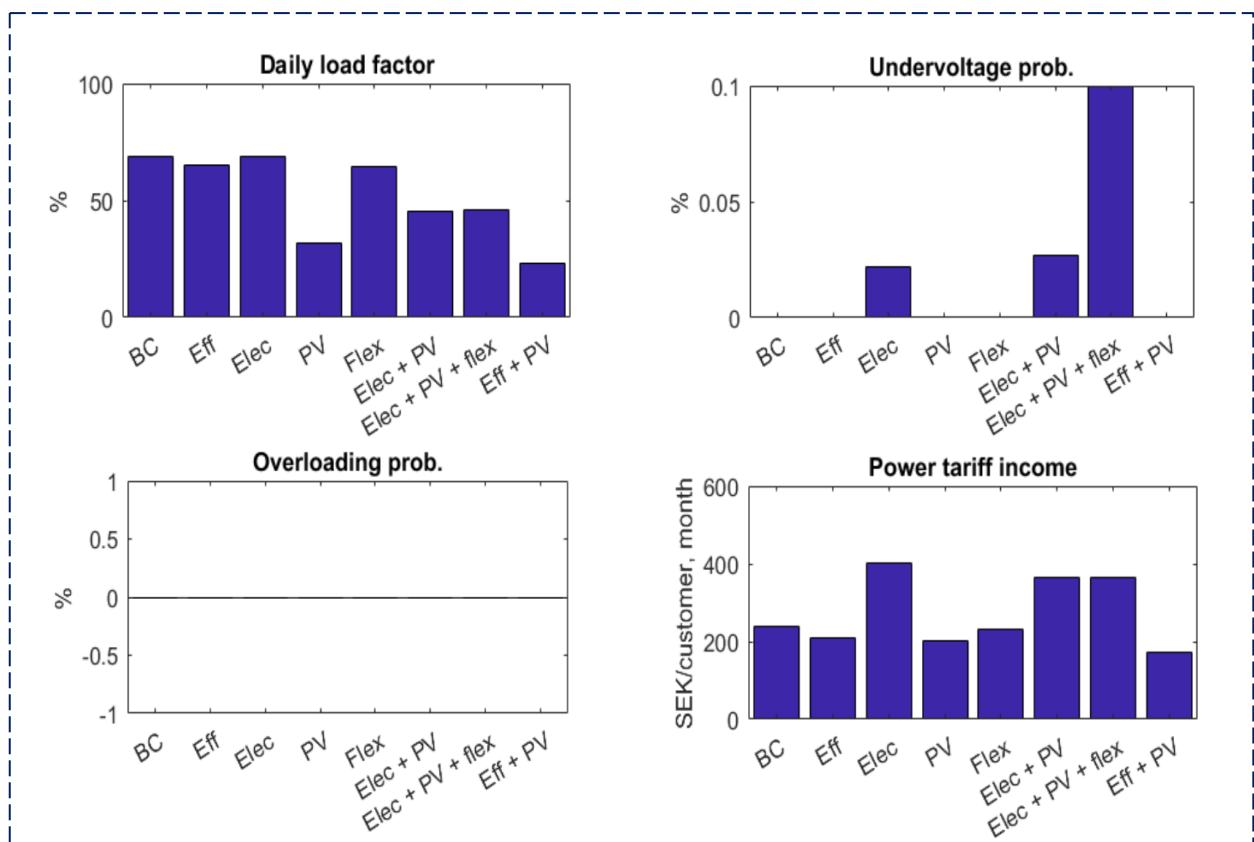 Daily load factor
100
50
0
%
BC
Eff
Elec
PV
Flex
Elec + PV
Elec + PV + flex
Eff + PV
Undervoltage prob.
0.1
0.05
0
%
BC
Eff
Elec
PV
Flex
Elec + PV
Elec + PV + flex
Eff + PV
Overloading prob.
1
0.5
0
-0.5
-1
%
BC
Eff
Elec
PV
Flex
Elec + PV
Elec + PV + flex
Eff + PV
Power tariff income
600
400
200
0
SEK/customer, month
BC
Eff
Elec
PV
Flex
Elec + PV
Elec + PV + flex
Eff + PV